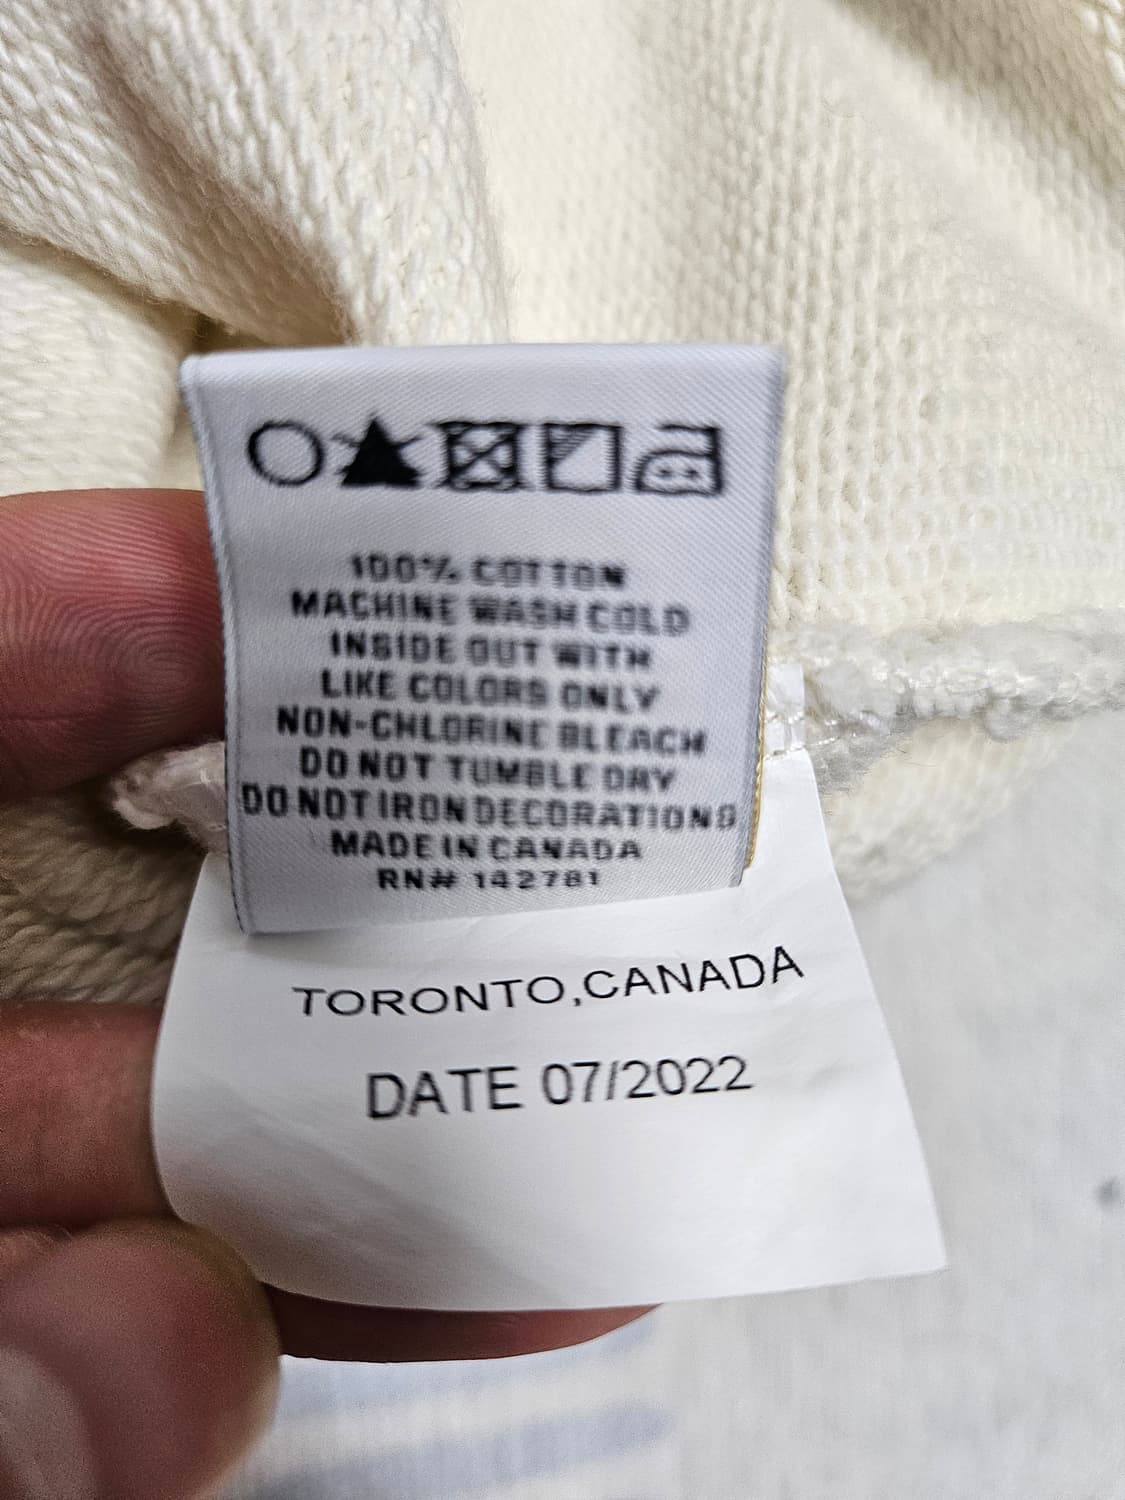 100% COTTON
MACHINE WASH COLD
INSIDE OUT WITH
LIKE COLORS ONLY
NON-CHLORINE BLEACH
DO NOT TUMBLE DRY
DO NOT IRON DECORATIONS
MADE IN CANADA
RN# 142781
TORONTO,CANADA
DATE 07/2022